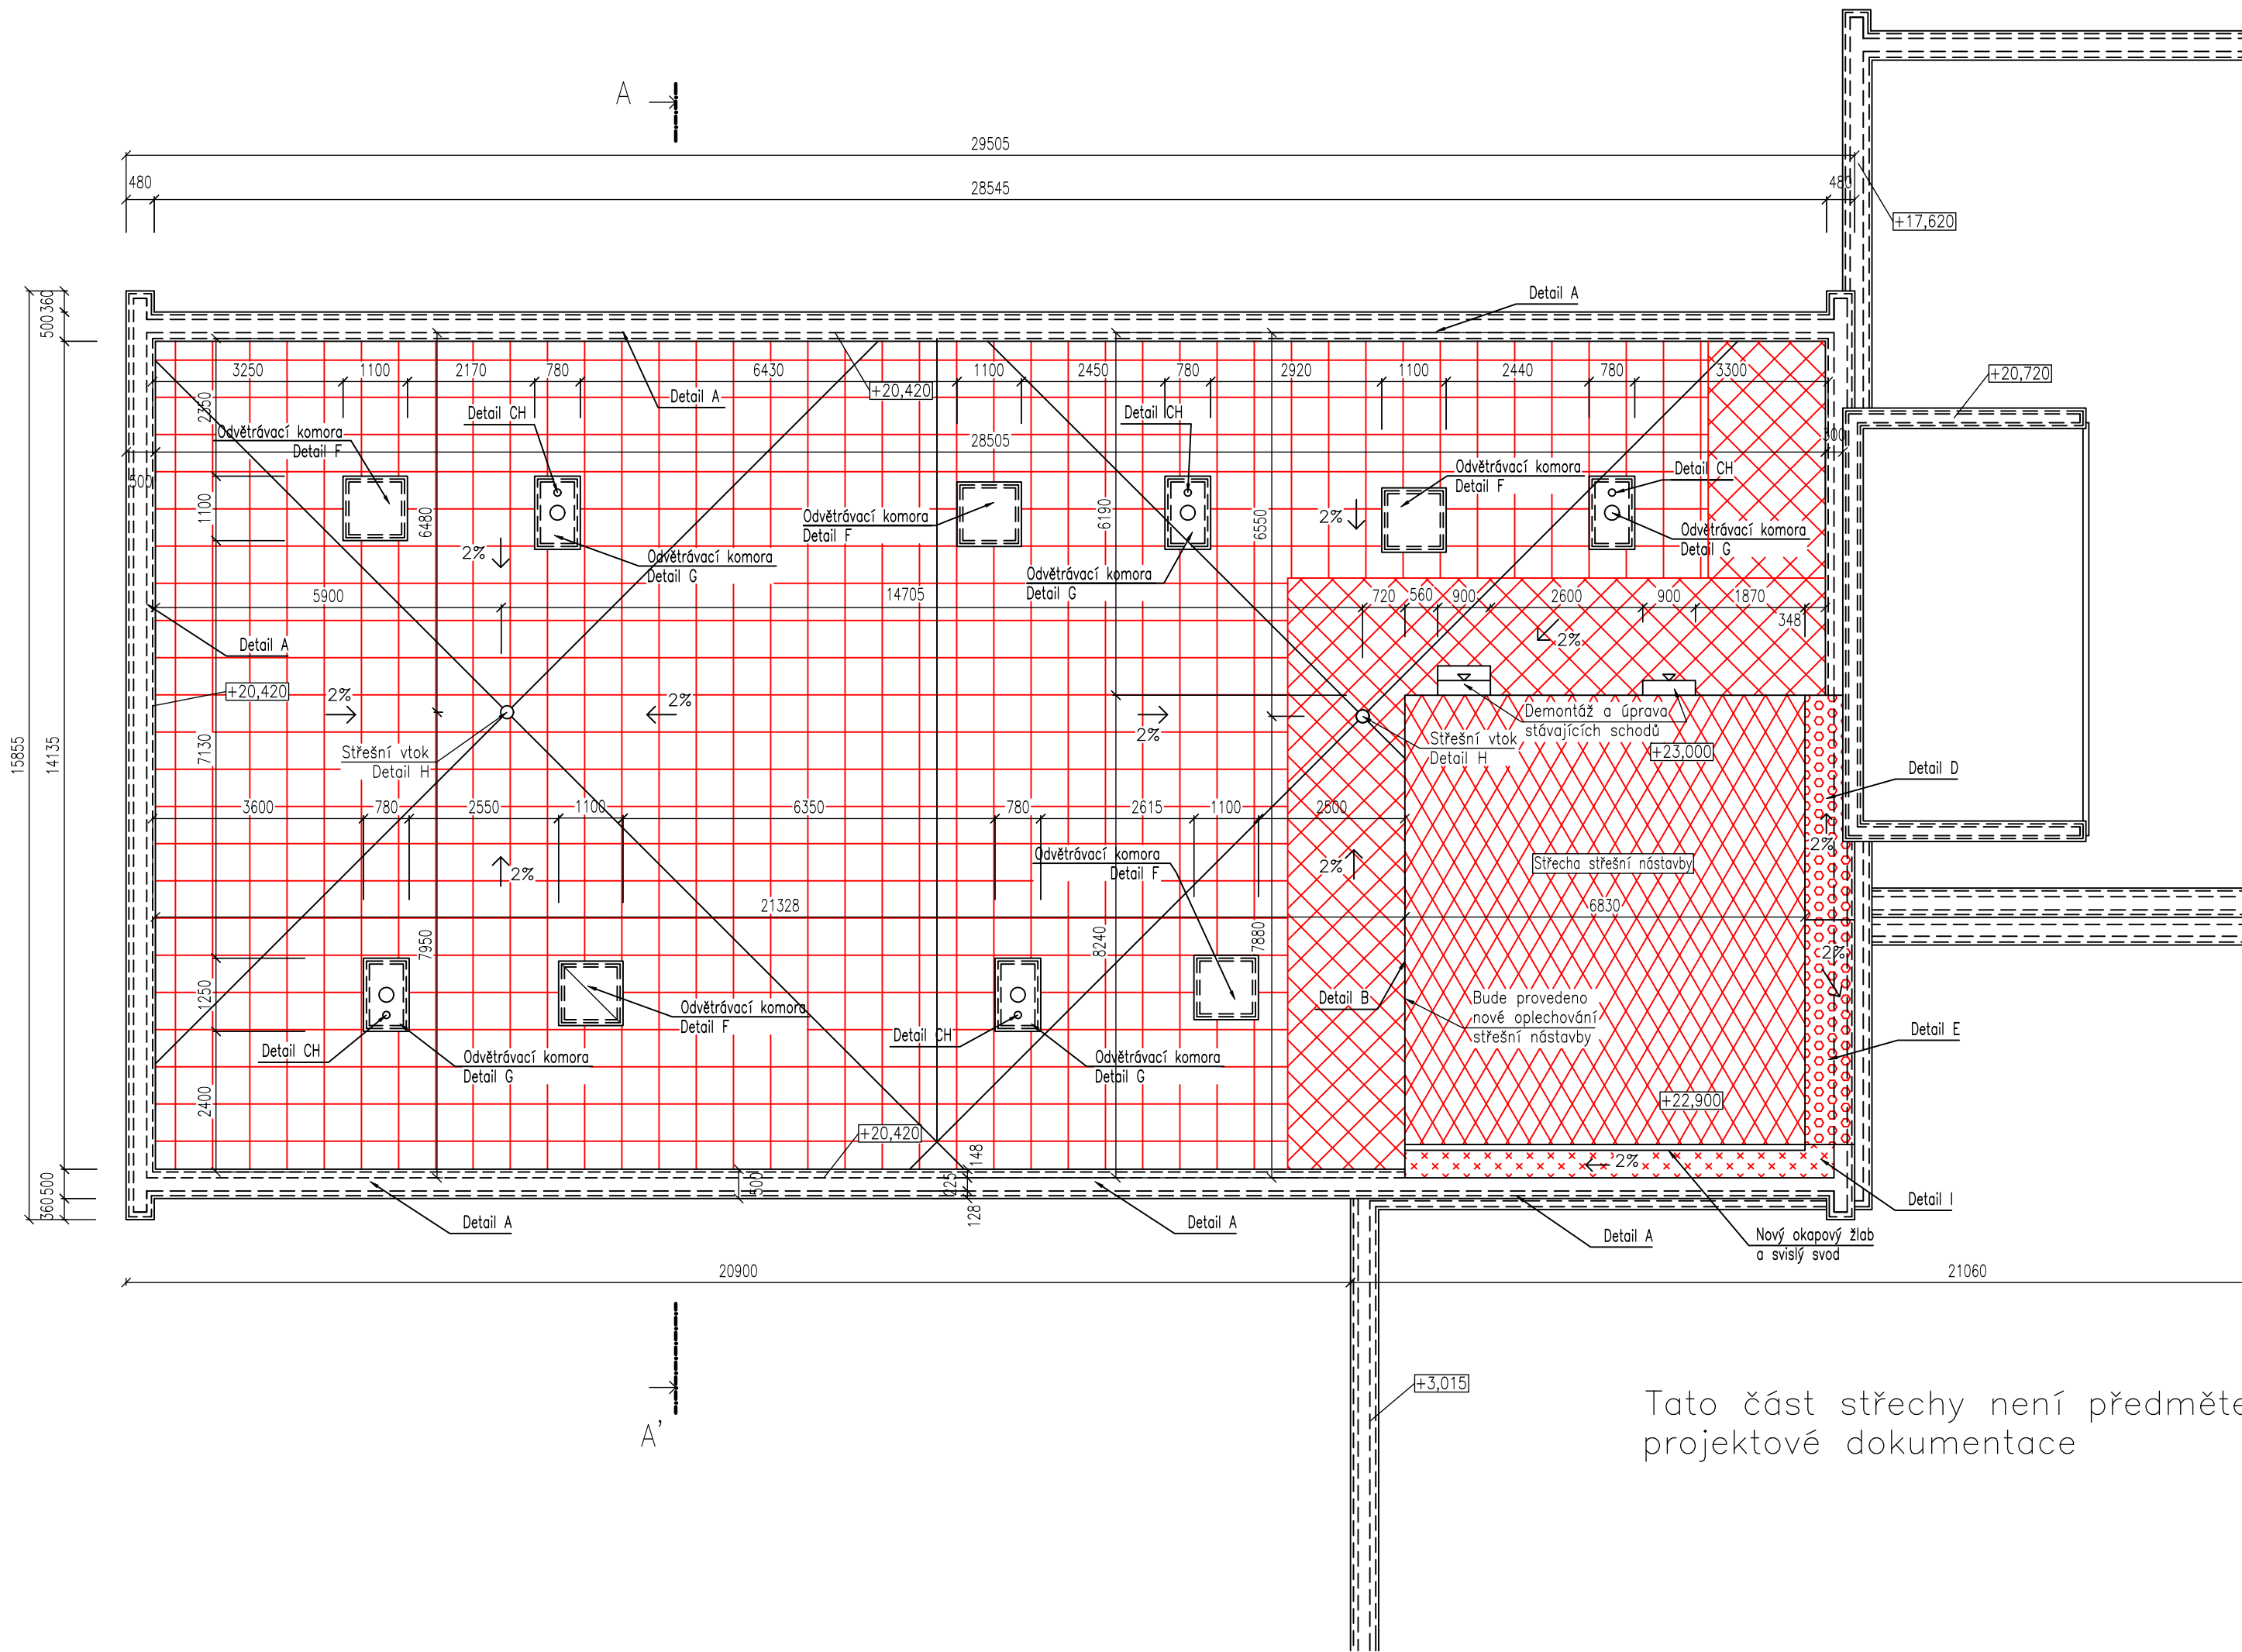 A
29505
480
28545
480
+17,620
360
500
Detail A
3250
1100
2170
780
6430
1100
2450
780
2920
1100
2440
780
3300
+20,420
+20,720
Detail A
2350
Detail CH
Detail CH
Odvětrávací komora
Detail F
28505
300
500
Odvětrávací komora
Detail F
Detail CH
1100
6480
Odvětrávací komora
Detail F
6190
6550
2%
Odvětrávací komora
Detail G
2%
Odvětrávací komora
Detail G
Odvětrávací komora
Detail G
5900
14705
720
560
900
2600
900
1870
348
2%
Detail A
+20,420
2%
2%
2%
Demontáž a úprava
stávajících schodů
Střešní vtok
Detail H
Střešní vtok
Detail H
+23,000
15855
14135
7130
Detail D
3600
780
2550
1100
6350
780
2615
1100
2500
2%
Odvětrávací komora
Detail F
2%
2%
Střecha střešní nástavby
21328
6830
7950
8240
7880
2%
1250
Odvětrávací komora
Detail F
Detail B
Bude provedeno
nové oplechování
střešní nástavby
Detail E
Detail CH
Odvětrávací komora
Detail G
Detail CH
Odvětrávací komora
Detail G
2400
+22,900
+20,420
148
2%
500
225
128
500
360
Detail I
Detail A
Detail A
Detail A
Nový okapový žlab
a svislý svod
20900
21060
+3,015
A'
Tato část střechy není předměte
projektové dokumentace